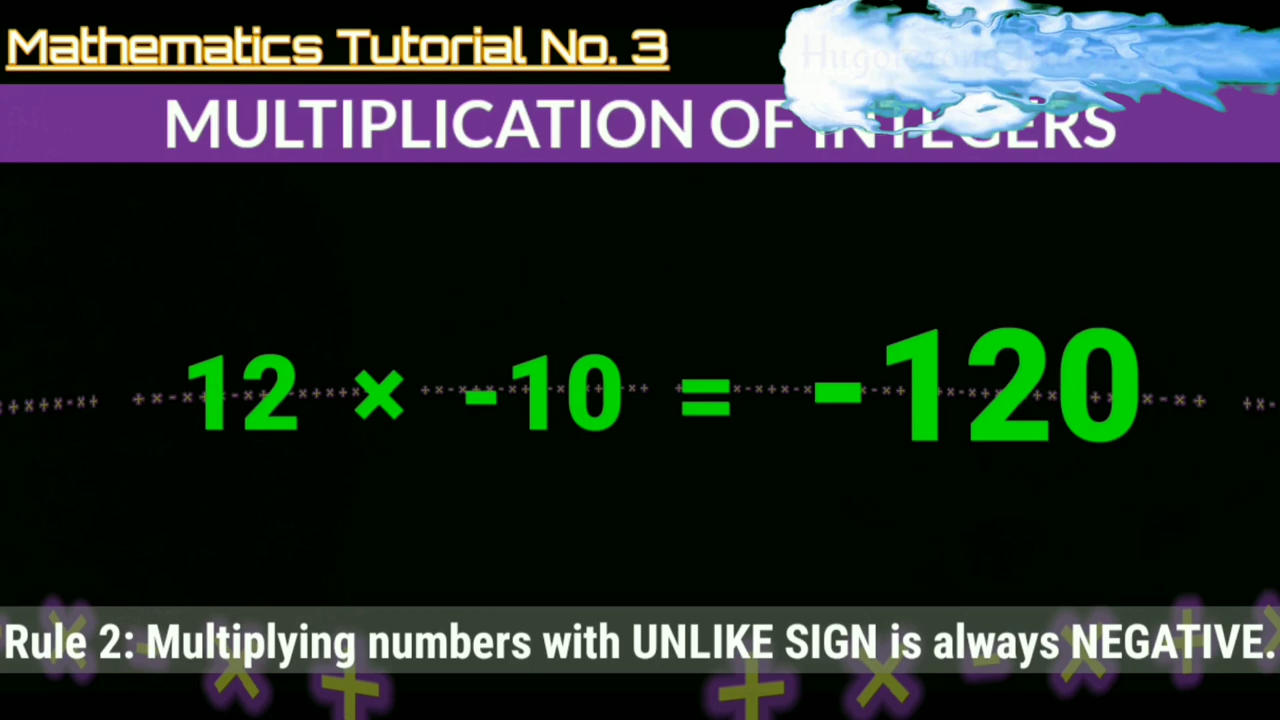 Mathematics Tutorial No. 3
MULTIPLICATION OF INTEGERS
12 × -10 = -120
Rule 2: Multiplying numbers with UNLIKE SIGN is always NEGATIVE.